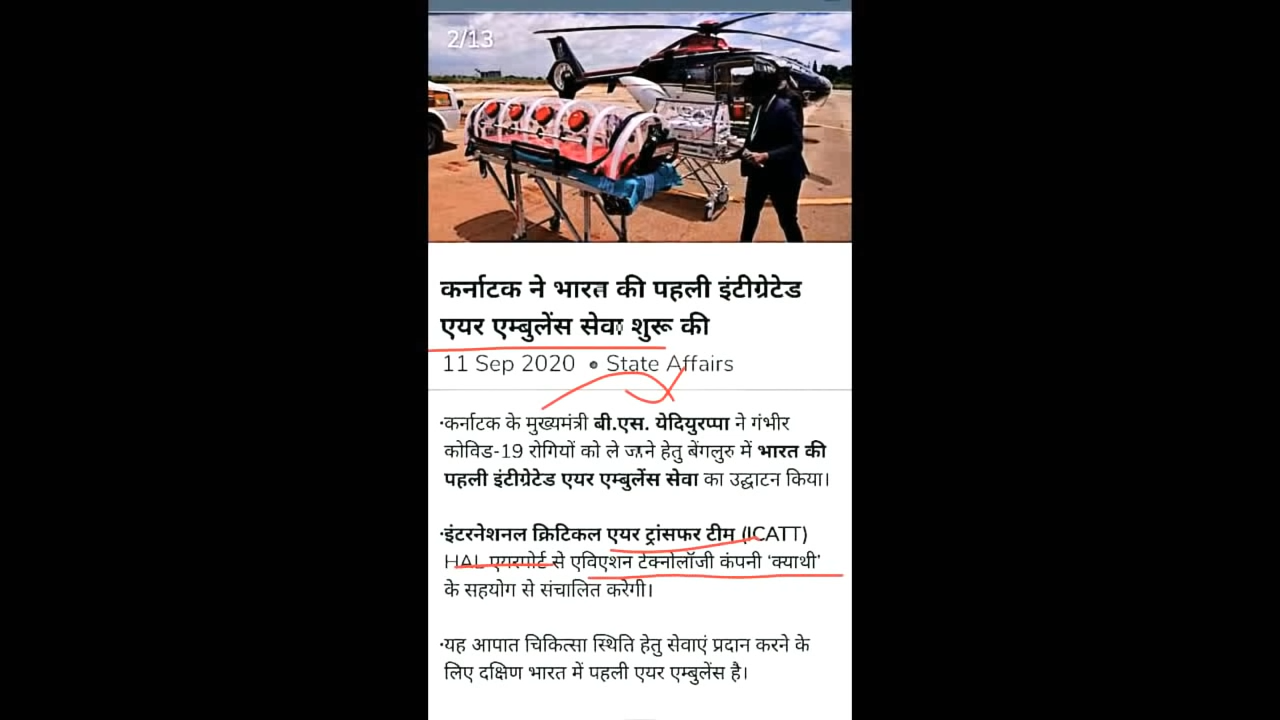 2/13
कर्नाटक ने भारत की पहली इंटीग्रेटेड
एयर एम्बुलेंस सेवा शुरू की
11 Sep 2020 • State Affairs
·कर्नाटक के मुख्यमंत्री बी.एस. येदियुरप्पा ने गंभीर
कोविड-19 रोगियों को ले जाने हेतु बेंगलुरु में भारत की
पहली इंटीग्रेटेड एयर एम्बुलेंस सेवा का उद्घाटन किया।
·इंटरनेशनल क्रिटिकल एयर ट्रांसफर टीम (ICATT)
HAL एयरपोर्ट से एविएशन टेक्नोलॉजी कंपनी ‘क्याथी’
के सहयोग से संचालित करेगी।
·यह आपात चिकित्सा स्थिति हेतु सेवाएं प्रदान करने के
लिए दक्षिण भारत में पहली एयर एम्बुलेंस है।